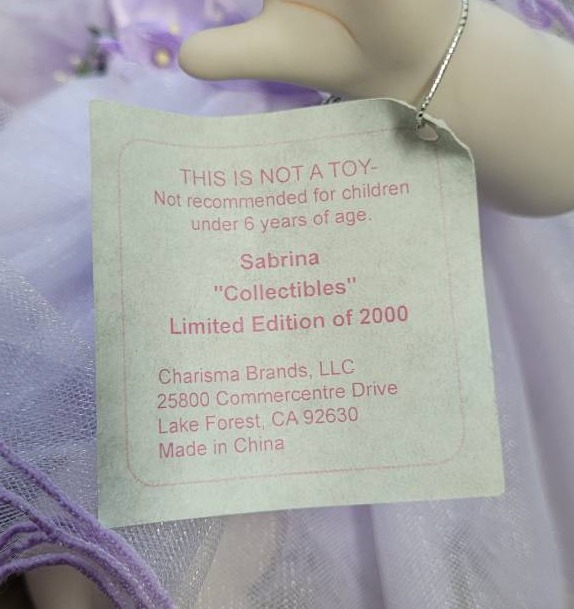 THIS IS NOT A TOY-
Not recommended for children
under 6 years of age.
Sabrina
"Collectibles"
Limited Edition of 2000
Charisma Brands, LLC
25800 Commercentre Drive
Lake Forest, CA 92630
Made in China